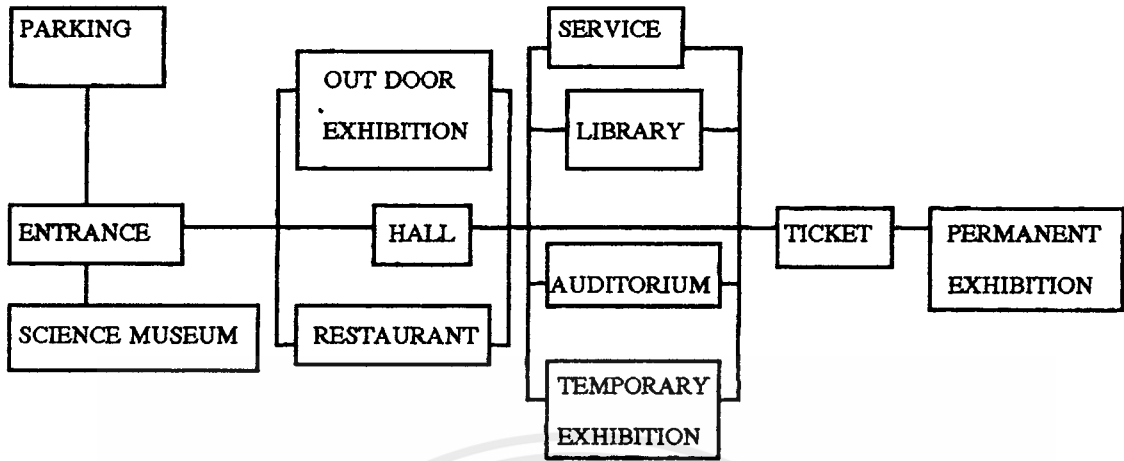 PARKING
ENTRANCE
SCIENCE MUSEUM
OUT DOOR
EXHIBITION
HALL
RESTAURANT
SERVICE
LIBRARY
AUDITORIUM
TEMPORARY
EXHIBITION
TICKET
PERMANENT
EXHIBITION